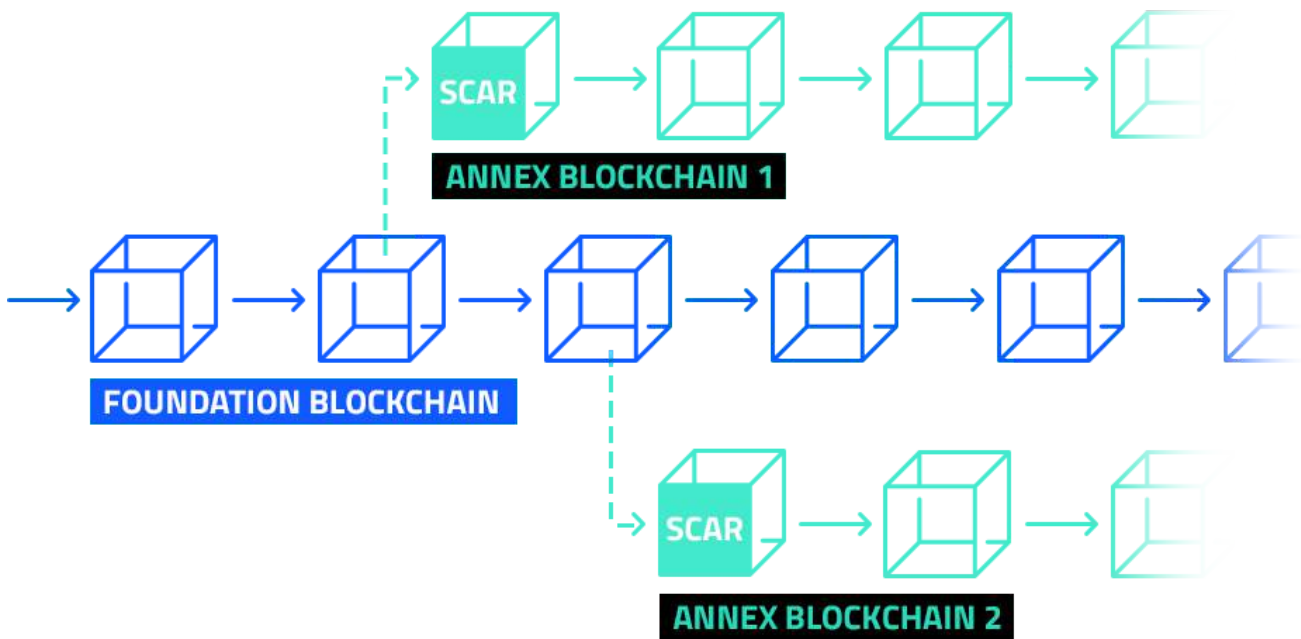 SCAR
ANNEX BLOCKCHAIN 1
FOUNDATION BLOCKCHAIN
SCAR
ANNEX BLOCKCHAIN 2